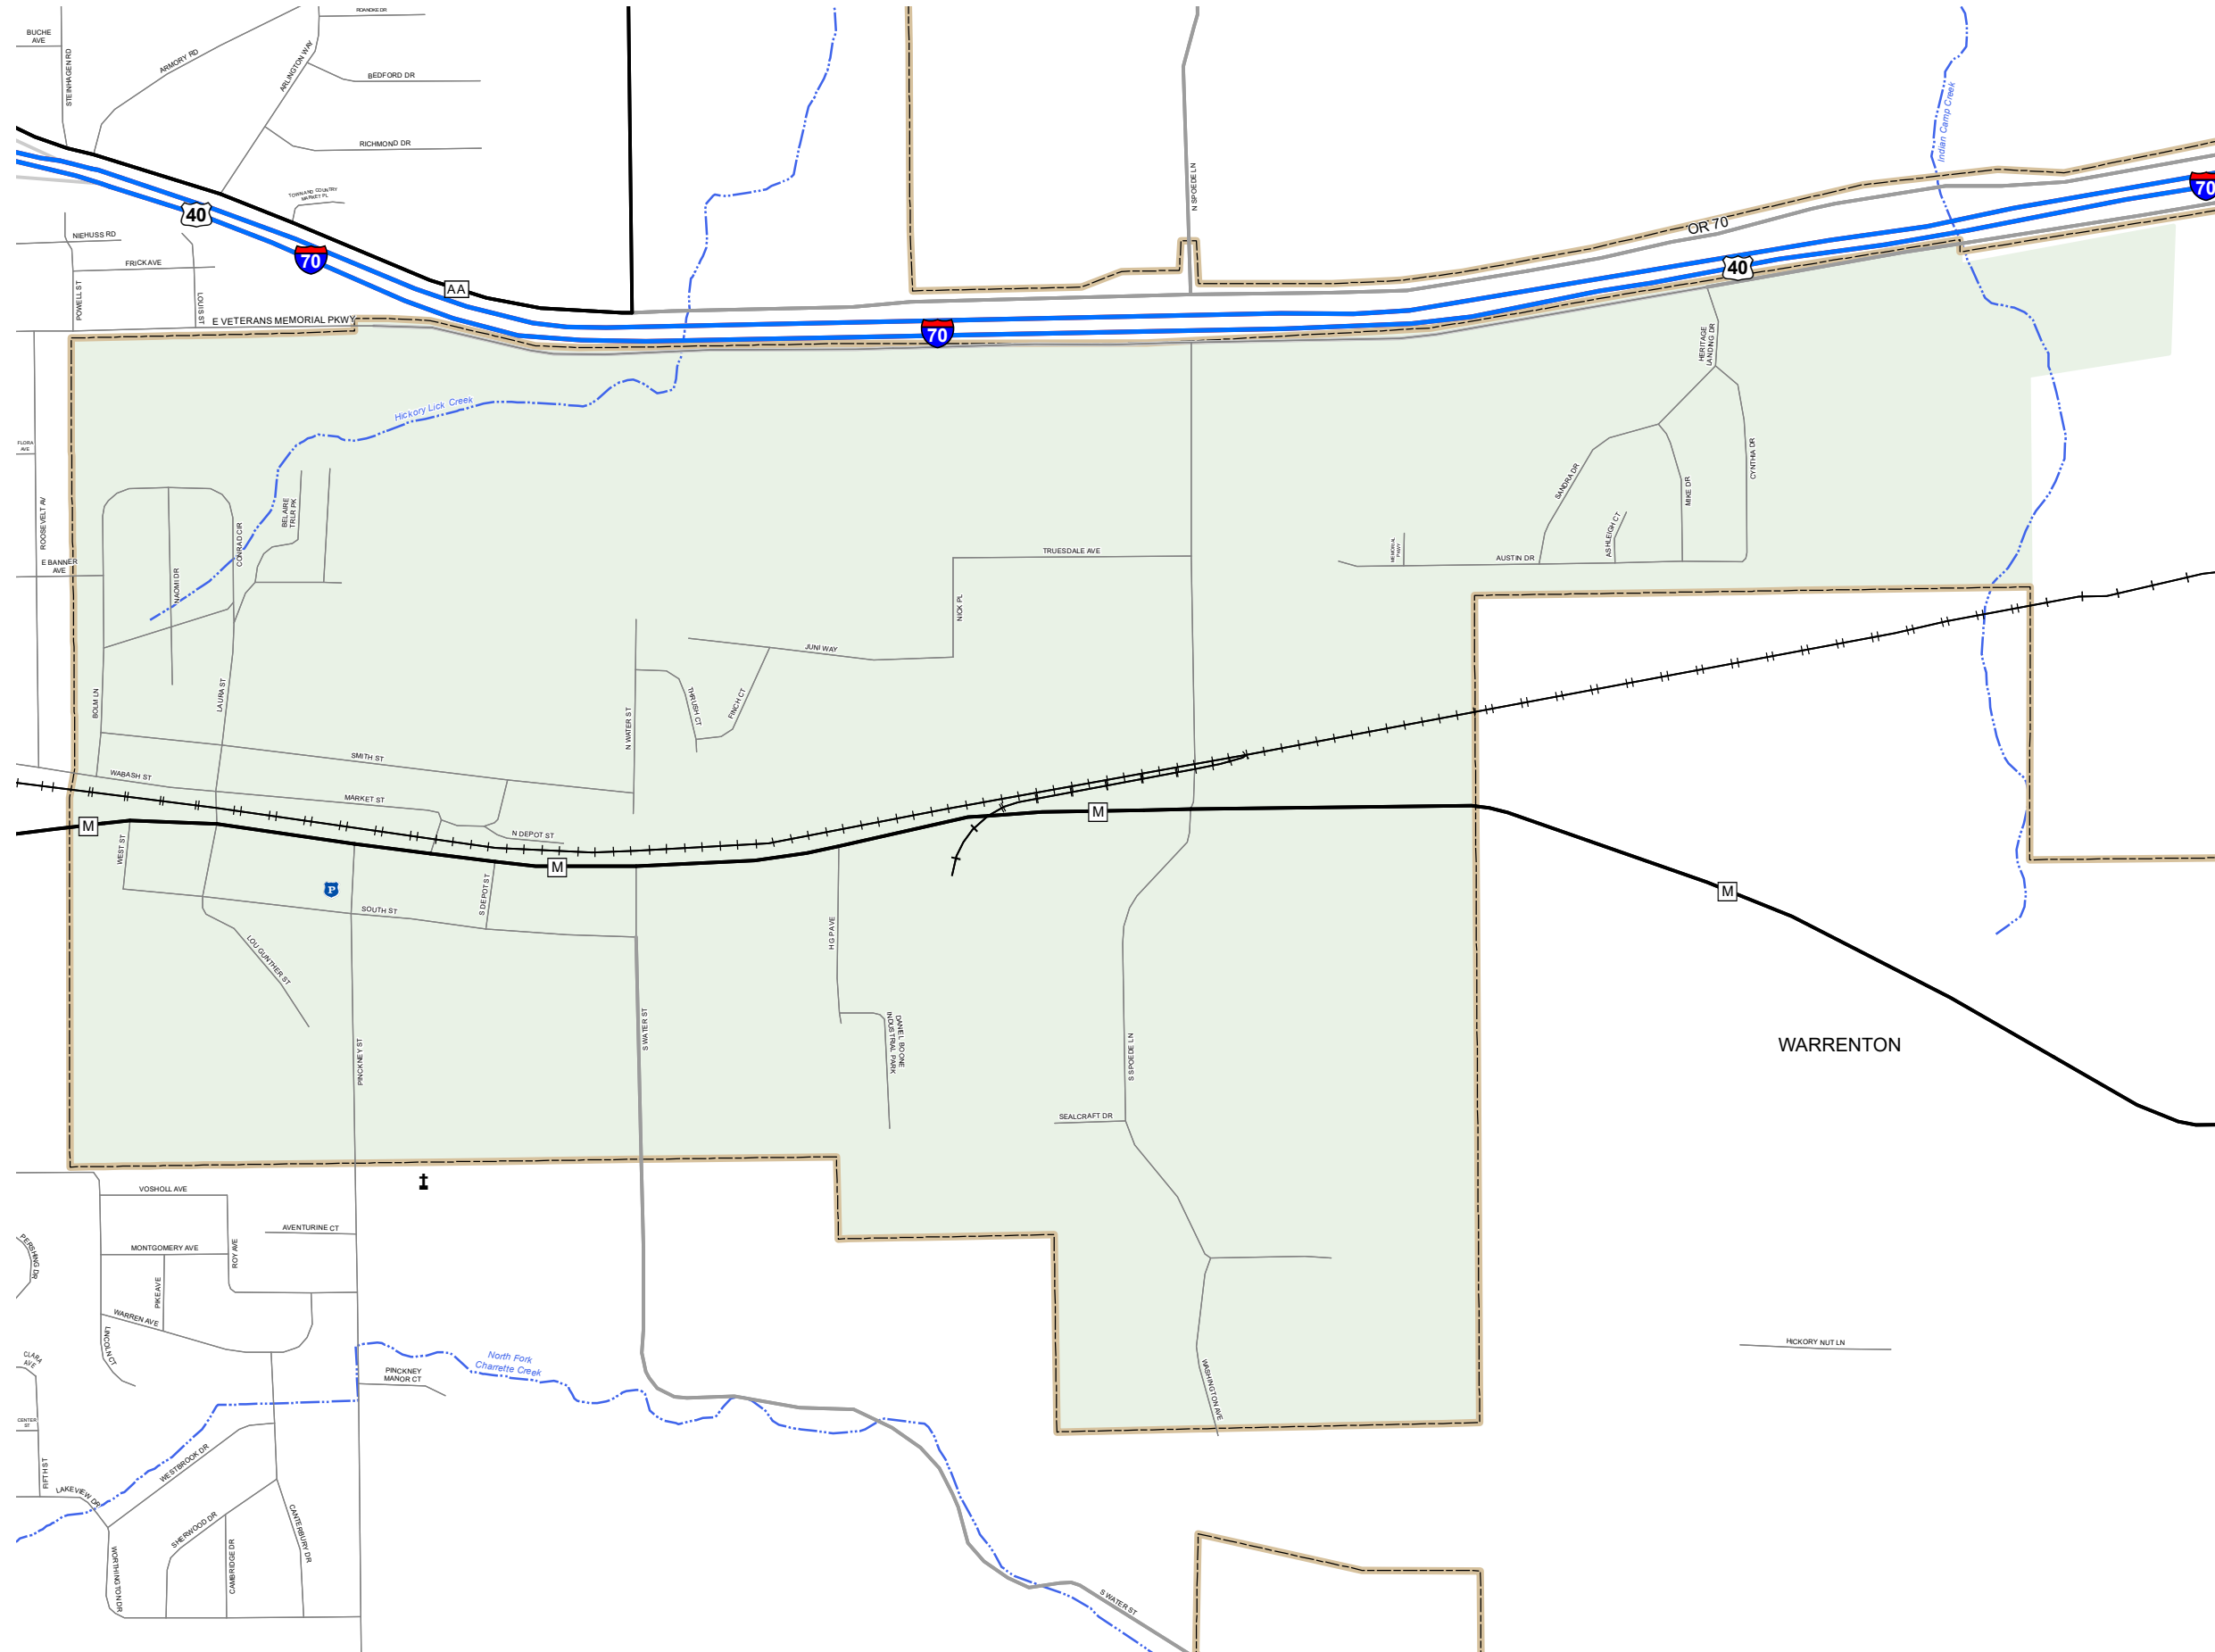 ROANOKE DR
BUCHE
AVE
STEINHAGEN RD
ARMORY RD
ARLINGTON WAY
BEDFORD DR
RICHMOND DR
TOWN AND COUNTRY
MARKET PL
Indian Camp Creek
N SPOEDE LN
70
40
OR 70
NIEHUSS RD
FRICK AVE
70
40
AA
POWELL ST
LOUIS ST
E VETERANS MEMORIAL PKWY
70
HERITAGE
LANDING DR
Hickory Lick Creek
FLORA
AVE
ROOSEVELT AV
BELAIRE
TRLR PK
CONRAD CIR
SANDRA DR
MIKE DR
CYNTHIA DR
ASHLEIGH CT
MEMORIAL
PKWY
TRUESDALE AVE
AUSTIN DR
E BANNER
AVE
NAOMI DR
NICK PL
JUNI WAY
BOLM LN
LAURA ST
THRUSH CT
FINCH CT
N WATER ST
SMITH ST
WABASH ST
MARKET ST
M
M
N DEPOT ST
WEST ST
M
P
S DEPOT ST
M
SOUTH ST
HGP AVE
LOU GUNTHER ST
PINCKNEY ST
S WATER ST
DANIEL BOONE
INDUSTRIAL PARK
S SPOEDE LN
WARRENTON
SEALCRAFT DR
VOSHOLL AVE
AVENTURINE CT
MONTGOMERY AVE
ROY AVE
PERSHING DR
PIKE AVE
WARREN AVE
LINCOLN CT
CLARA
AVE
HICKORY NUT LN
North Fork
Charrette Creek
PINCKNEY
MANOR CT
WASHINGTON AVE
CENTER
ST
FIFTH ST
WESTBROOK DR
LAKEVIEW DR
SHERWOOD DR
CANTERBURY DR
WORTHINGTON DR
CAMBRIDGE DR
S WATER ST